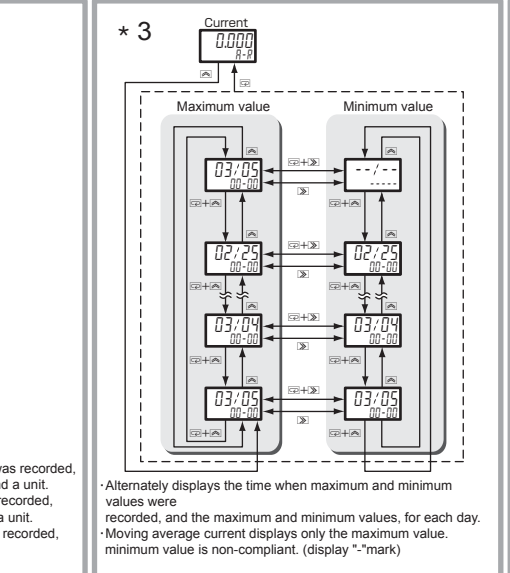 * 3
Current
0.000
A-R
Maximum value
Minimum value
03/05
00-00
+
--/--
-----
+
+
02/25
00-00
+
02/25
00-00
+
+
03/04
00-00
+
03/04
00-00
+
+
03/05
00-00
+
03/05
00-00
+
+
was recorded,
nd a unit.
recorded,
a unit.
recorded,
·Alternately displays the time when maximum and minimum
values were
recorded, and the maximum and minimum values, for each day.
·Moving average current displays only the maximum value.
minimum value is non-compliant. (display "-"mark)